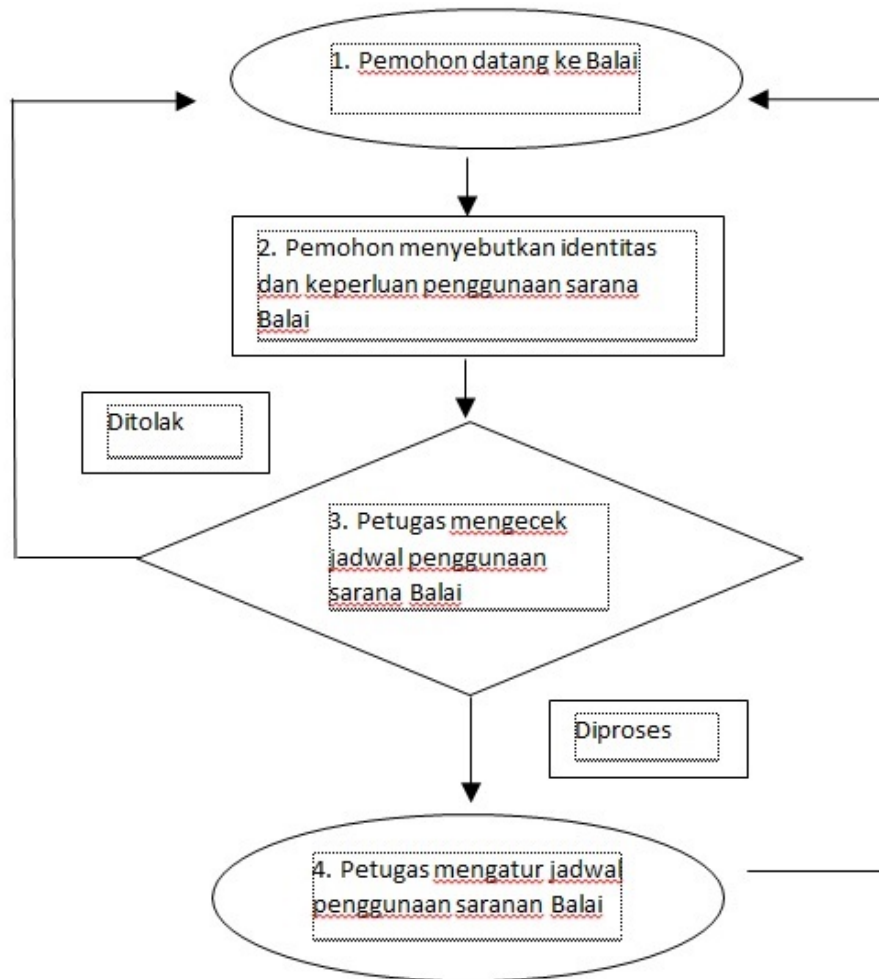 1. Pemohon datang ke Balai
2. Pemohon menyebutkan identitas
dan keperluan penggunaan sarana
Balai
Ditolak
3. Petugas mengecek
jadwal penggunaan
sarana Balai
Diproses
4. Petugas mengatur jadwal
penggunaan saranan Balai